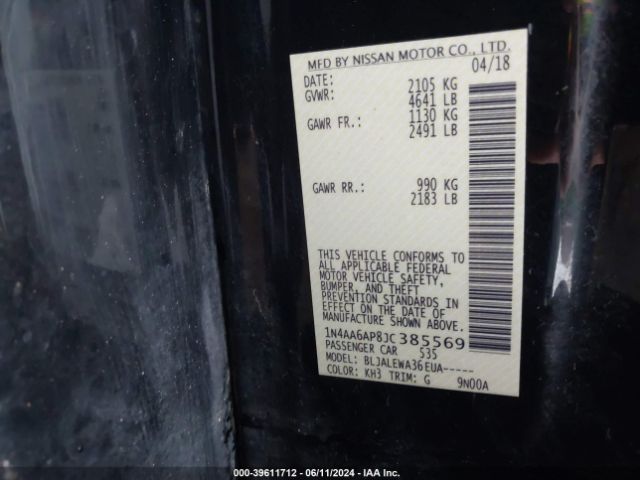 MFD BY NISSAN MOTOR CO., LTD.
DATE: 04/18
GVWR: 2105 KG
4641 LB
GAWR FR.: 1130 KG
2491 LB
GAWR RR.: 990 KG
2183 LB
THIS VEHICLE CONFORMS TO
ALL APPLICABLE FEDERAL
MOTOR VEHICLE SAFETY,
BUMPER, AND THEFT
PREVENTION STANDARDS IN
EFFECT ON THE DATE OF
MANUFACTURE SHOWN ABOVE.
1N4AA6AP8JC385569
PASSENGER CAR 535
MODEL: BLJALEWA36EUA-----
COLOR: KH3 TRIM: G 9N00A
000-39611712 - 06/11/2024 - IAA Inc.